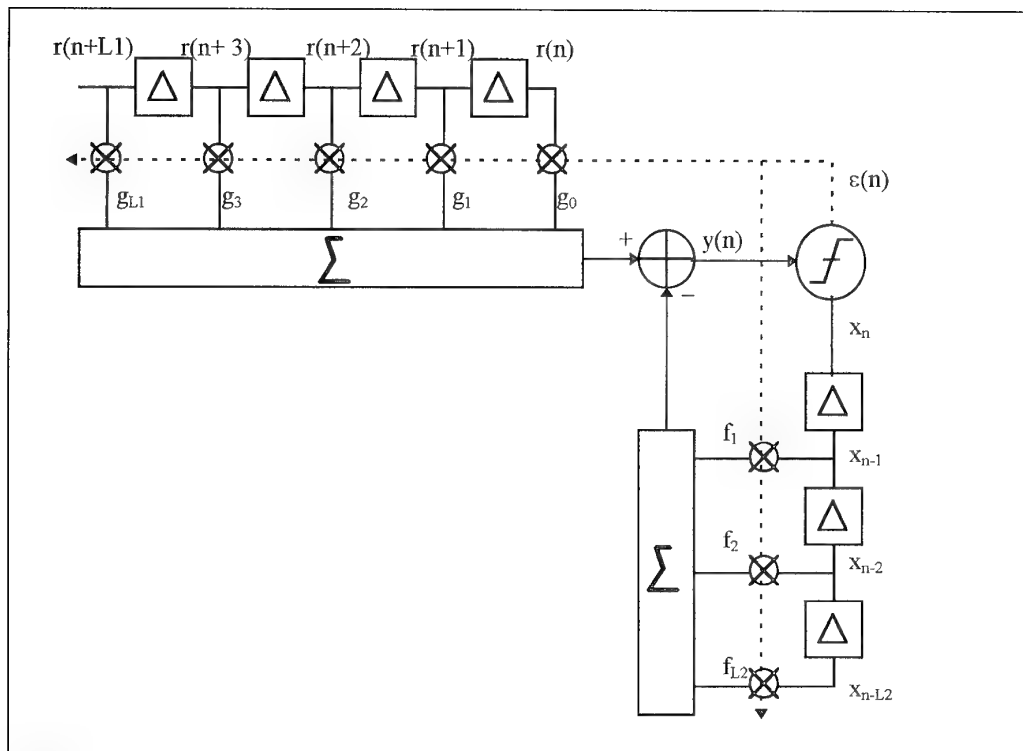 r(n+L1) r(n+ 3) r(n+2) r(n+1) r(n)
Δ Δ Δ Δ
ε(n)
g_L1 g_3 g_2 g_1 g_0
Σ
+ y(n)
−
x_n
Δ
f_1 x_n-1
Δ
f_2 x_n-2
Σ
Δ
f_L2 x_n-L2